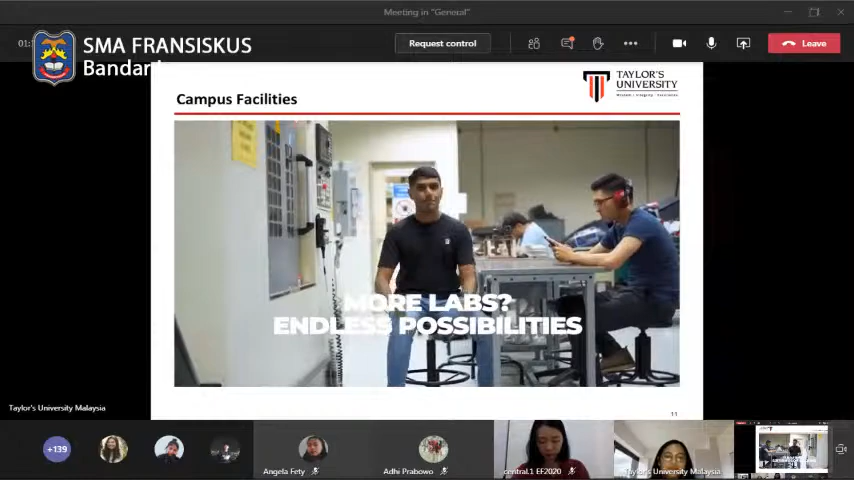 Meeting in "General"
SMA FRANSISKUS
Request control
Leave
Campus Facilities
TAYLOR'S
UNIVERSITY
MORE LABS?
ENDLESS POSSIBILITIES
11
Taylor's University Malaysia
+139
Angela Fety
Adhi Prabowo
central.1 EF2020
Taylor's University Malaysia